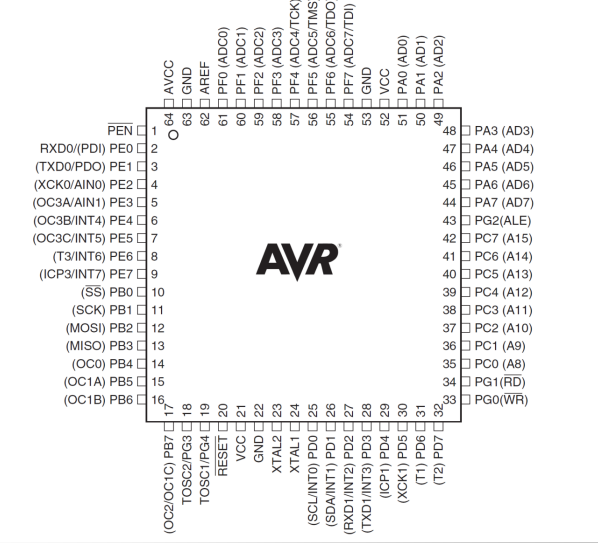 AVCC
GND
AREF
PF0 (ADC0)
PF1 (ADC1)
PF2 (ADC2)
PF3 (ADC3)
PF4 (ADC4/TCK)
PF5 (ADC5/TMS)
PF6 (ADC6/TDO)
PF7 (ADC7/TDI)
GND
VCC
PA0 (AD0)
PA1 (AD1)
PA2 (AD2)
64
63
62
61
60
59
58
57
56
55
54
53
52
51
50
49
PEN 1
RXD0/(PDI) PE0 2
(TXD0/PDO) PE1 3
(XCK0/AIN0) PE2 4
(OC3A/AIN1) PE3 5
(OC3B/INT4) PE4 6
(OC3C/INT5) PE5 7
(T3/INT6) PE6 8
(ICP3/INT7) PE7 9
(SS) PB0 10
(SCK) PB1 11
(MOSI) PB2 12
(MISO) PB3 13
(OC0) PB4 14
(OC1A) PB5 15
(OC1B) PB6 16
AVR®
48 PA3 (AD3)
47 PA4 (AD4)
46 PA5 (AD5)
45 PA6 (AD6)
44 PA7 (AD7)
43 PG2(ALE)
42 PC7 (A15)
41 PC6 (A14)
40 PC5 (A13)
39 PC4 (A12)
38 PC3 (A11)
37 PC2 (A10)
36 PC1 (A9)
35 PC0 (A8)
34 PG1(RD)
33 PG0(WR)
17
18
19
20
21
22
23
24
25
26
27
28
29
30
31
32
(OC2/OC1C) PB7
TOSC2/PG3
TOSC1/PG4
RESET
VCC
GND
XTAL2
XTAL1
(SCL/INT0) PD0
(SDA/INT1) PD1
(RXD1/INT2) PD2
(TXD1/INT3) PD3
(ICP1) PD4
(XCK1) PD5
(T1) PD6
(T2) PD7